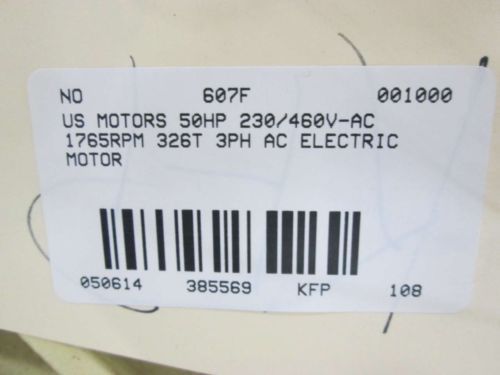 NO 607F 001000
US MOTORS 50HP 230/460V-AC
1765RPM 326T 3PH AC ELECTRIC
MOTOR
050614 385569 KFP 108